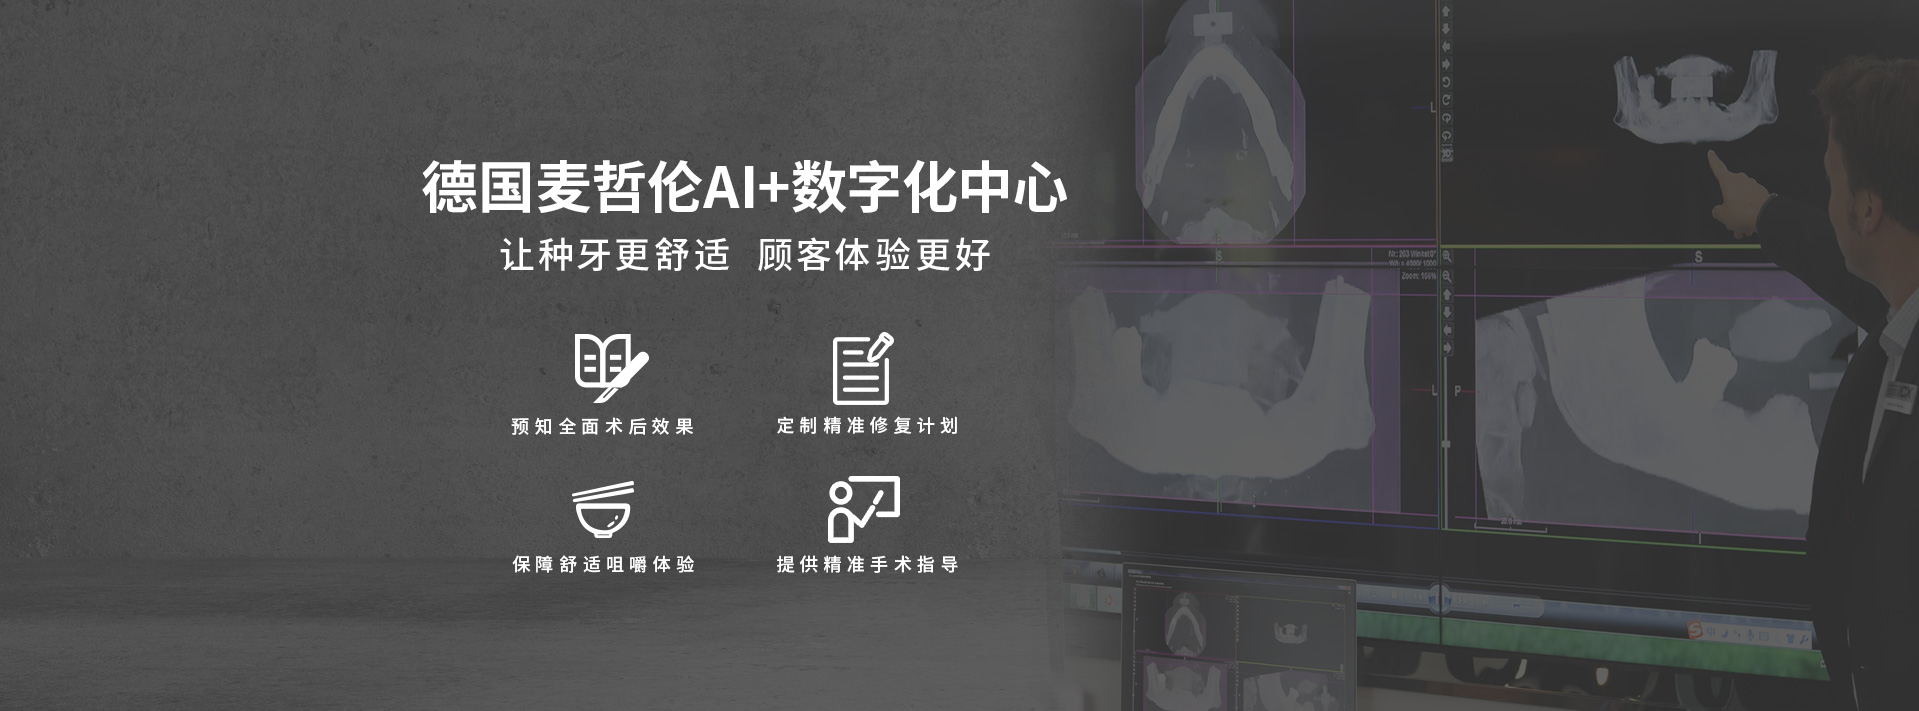 德国麦哲伦AI+数字化中心
让种牙更舒适 顾客体验更好
预知全面术后效果
定制精准修复计划
保障舒适咀嚼体验
提供精准手术指导
L
S
Zoom: 100%
S
L
P